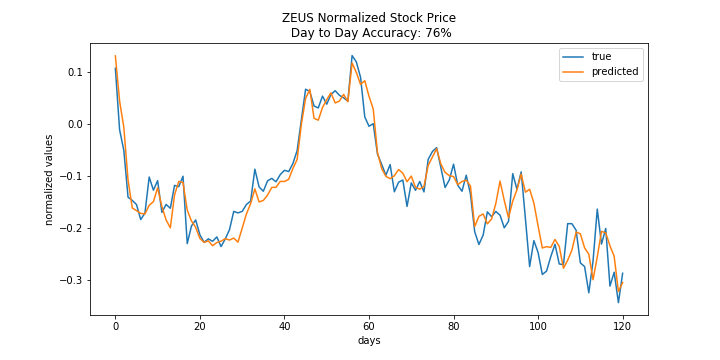 ZEUS Normalized Stock Price
Day to Day Accuracy: 76%
true
predicted
normalized values
0.1
0.0
−0.1
−0.2
−0.3
0
20
40
60
80
100
120
days